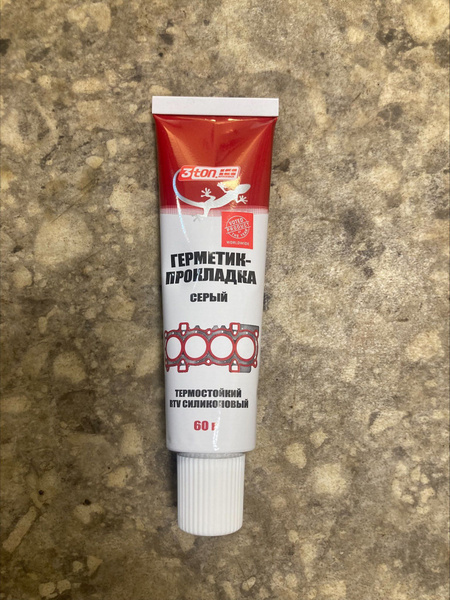 3ton
ГЕРМЕТИК-
ПРОКЛАДКА
СЕРЫЙ
ТЕРМОСТОЙКИЙ
RTV СИЛИКОНОВЫЙ
60 г